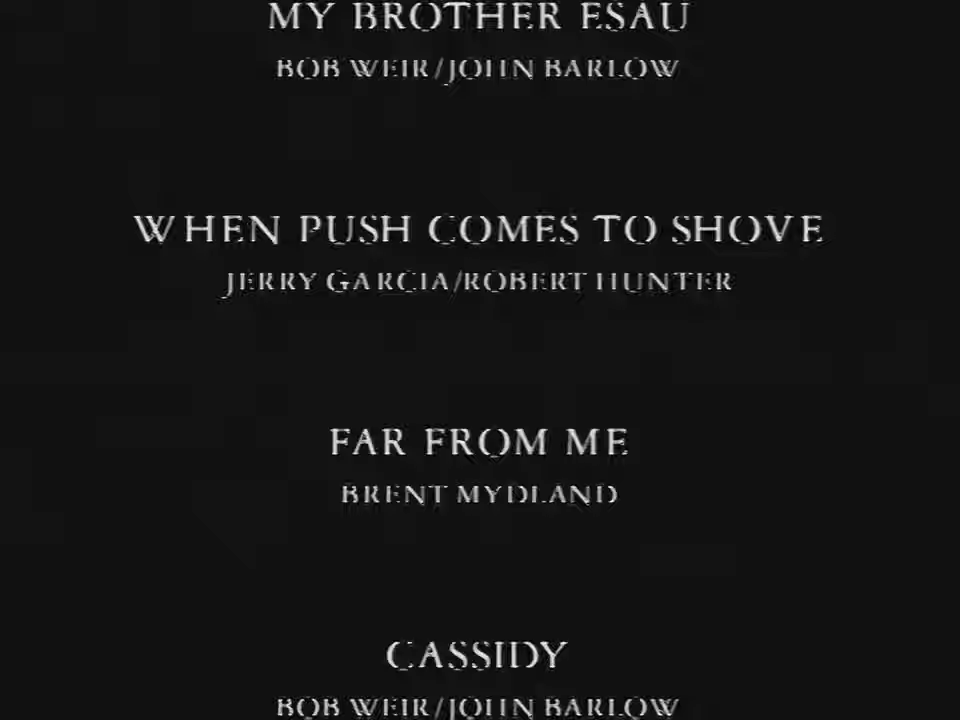 MY BROTHER ESAU
BOB WEIR/JOHN BARLOW
WHEN PUSH COMES TO SHOVE
JERRY GARCIA/ROBERT HUNTER
FAR FROM ME
BRENT MYDLAND
CASSIDY
BOB WEIR/JOHN BARLOW